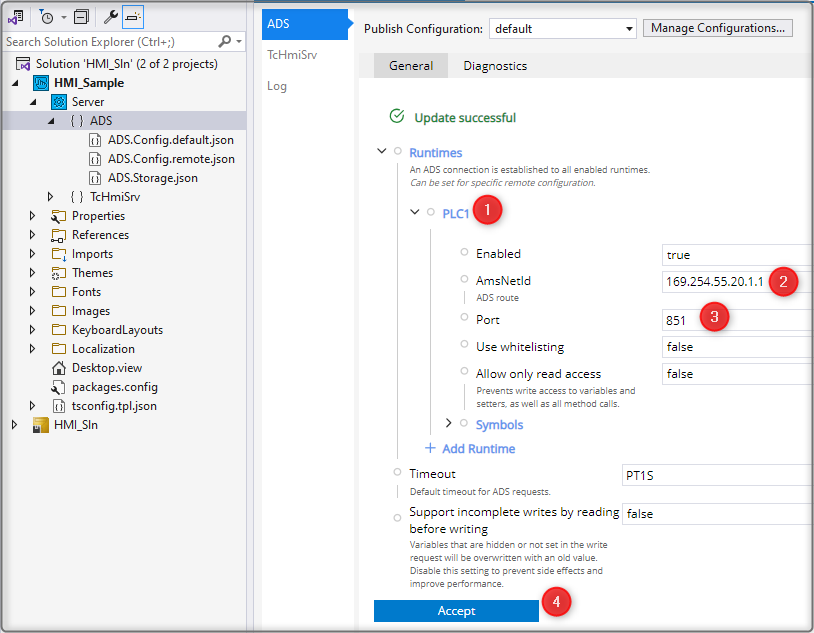 Search Solution Explorer (Ctrl+;)
Solution 'HMI_Sln' (2 of 2 projects)
HMI_Sample
Server
ADS
ADS.Config.default.json
ADS.Config.remote.json
ADS.Storage.json
TcHmiSrv
Properties
References
Imports
Themes
Fonts
Images
KeyboardLayouts
Localization
Desktop.view
packages.config
tsconfig.tpl.json
HMI_Sln
ADS
TcHmiSrv
Log
Publish Configuration: default Manage Configurations...
General Diagnostics
Update successful
Runtimes
An ADS connection is established to all enabled runtimes.
Can be set for specific remote configuration.
PLC1 1
Enabled true
AmsNetId 169.254.55.20.1.1 2
ADS route
Port 851 3
Use whitelisting false
Allow only read access false
Prevents write access to variables and
setters, as well as all method calls.
Symbols
+ Add Runtime
Timeout PT1S
Default timeout for ADS requests.
Support incomplete writes by reading false
before writing
Variables that are hidden or not set in the write
request will be overwritten with an old value.
Disable this setting to prevent side effects and
improve performance.
Accept 4